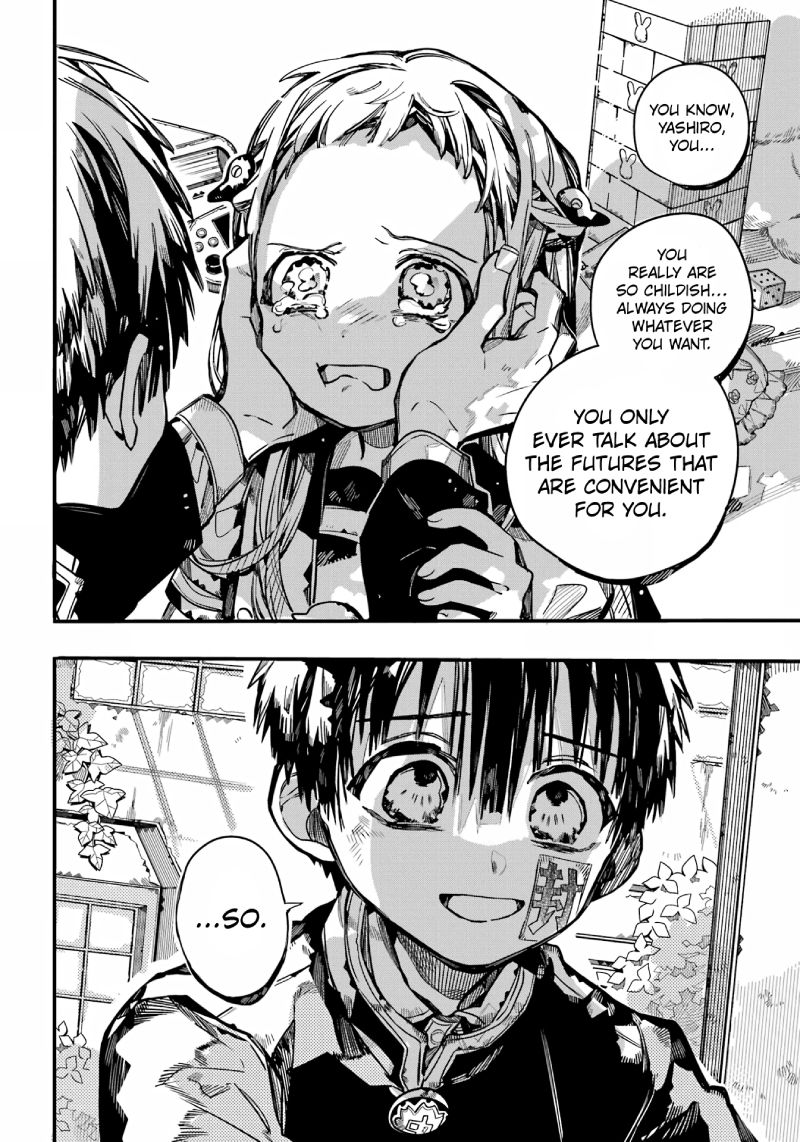 YOU KNOW,
YASHIRO,
YOU...
YOU
REALLY ARE
SO CHILDISH...
ALWAYS DOING
WHATEVER
YOU WANT.
YOU ONLY
EVER TALK ABOUT
THE FUTURES THAT
ARE CONVENIENT
FOR YOU.
...SO.
封